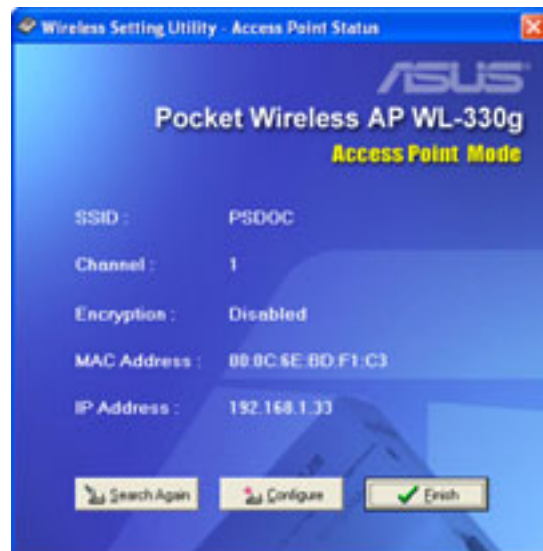 Wireless Setting Utility - Access Point Status
ASUS
Pocket Wireless AP WL-330g
Access Point Mode
SSID : PSDOC
Channel : 1
Encryption : Disabled
MAC Address : 00:0C:6E:BD:F1:C3
IP Address : 192.168.1.33
Search Again Configure Finish